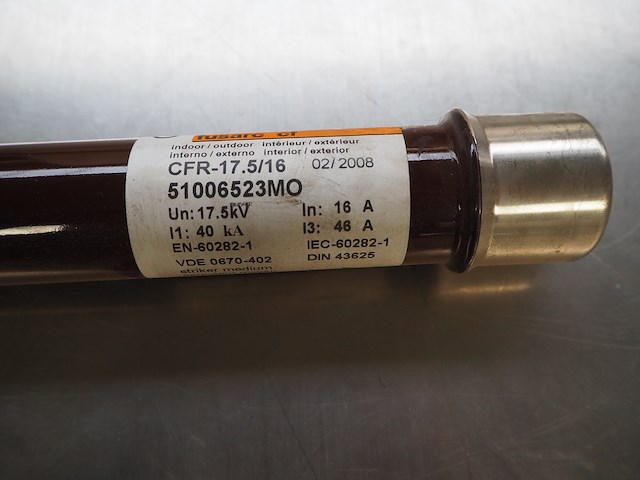 fusarc cf
indoor / outdoor intérieur / extérieur
interno / externo interior / exterior
CFR-17.5/16 02/2008
51006523MO
Un: 17.5kV In: 16 A
I1: 40 kA I3: 46 A
EN-60282-1 IEC-60282-1
VDE 0670-402 DIN 43625
striker medium